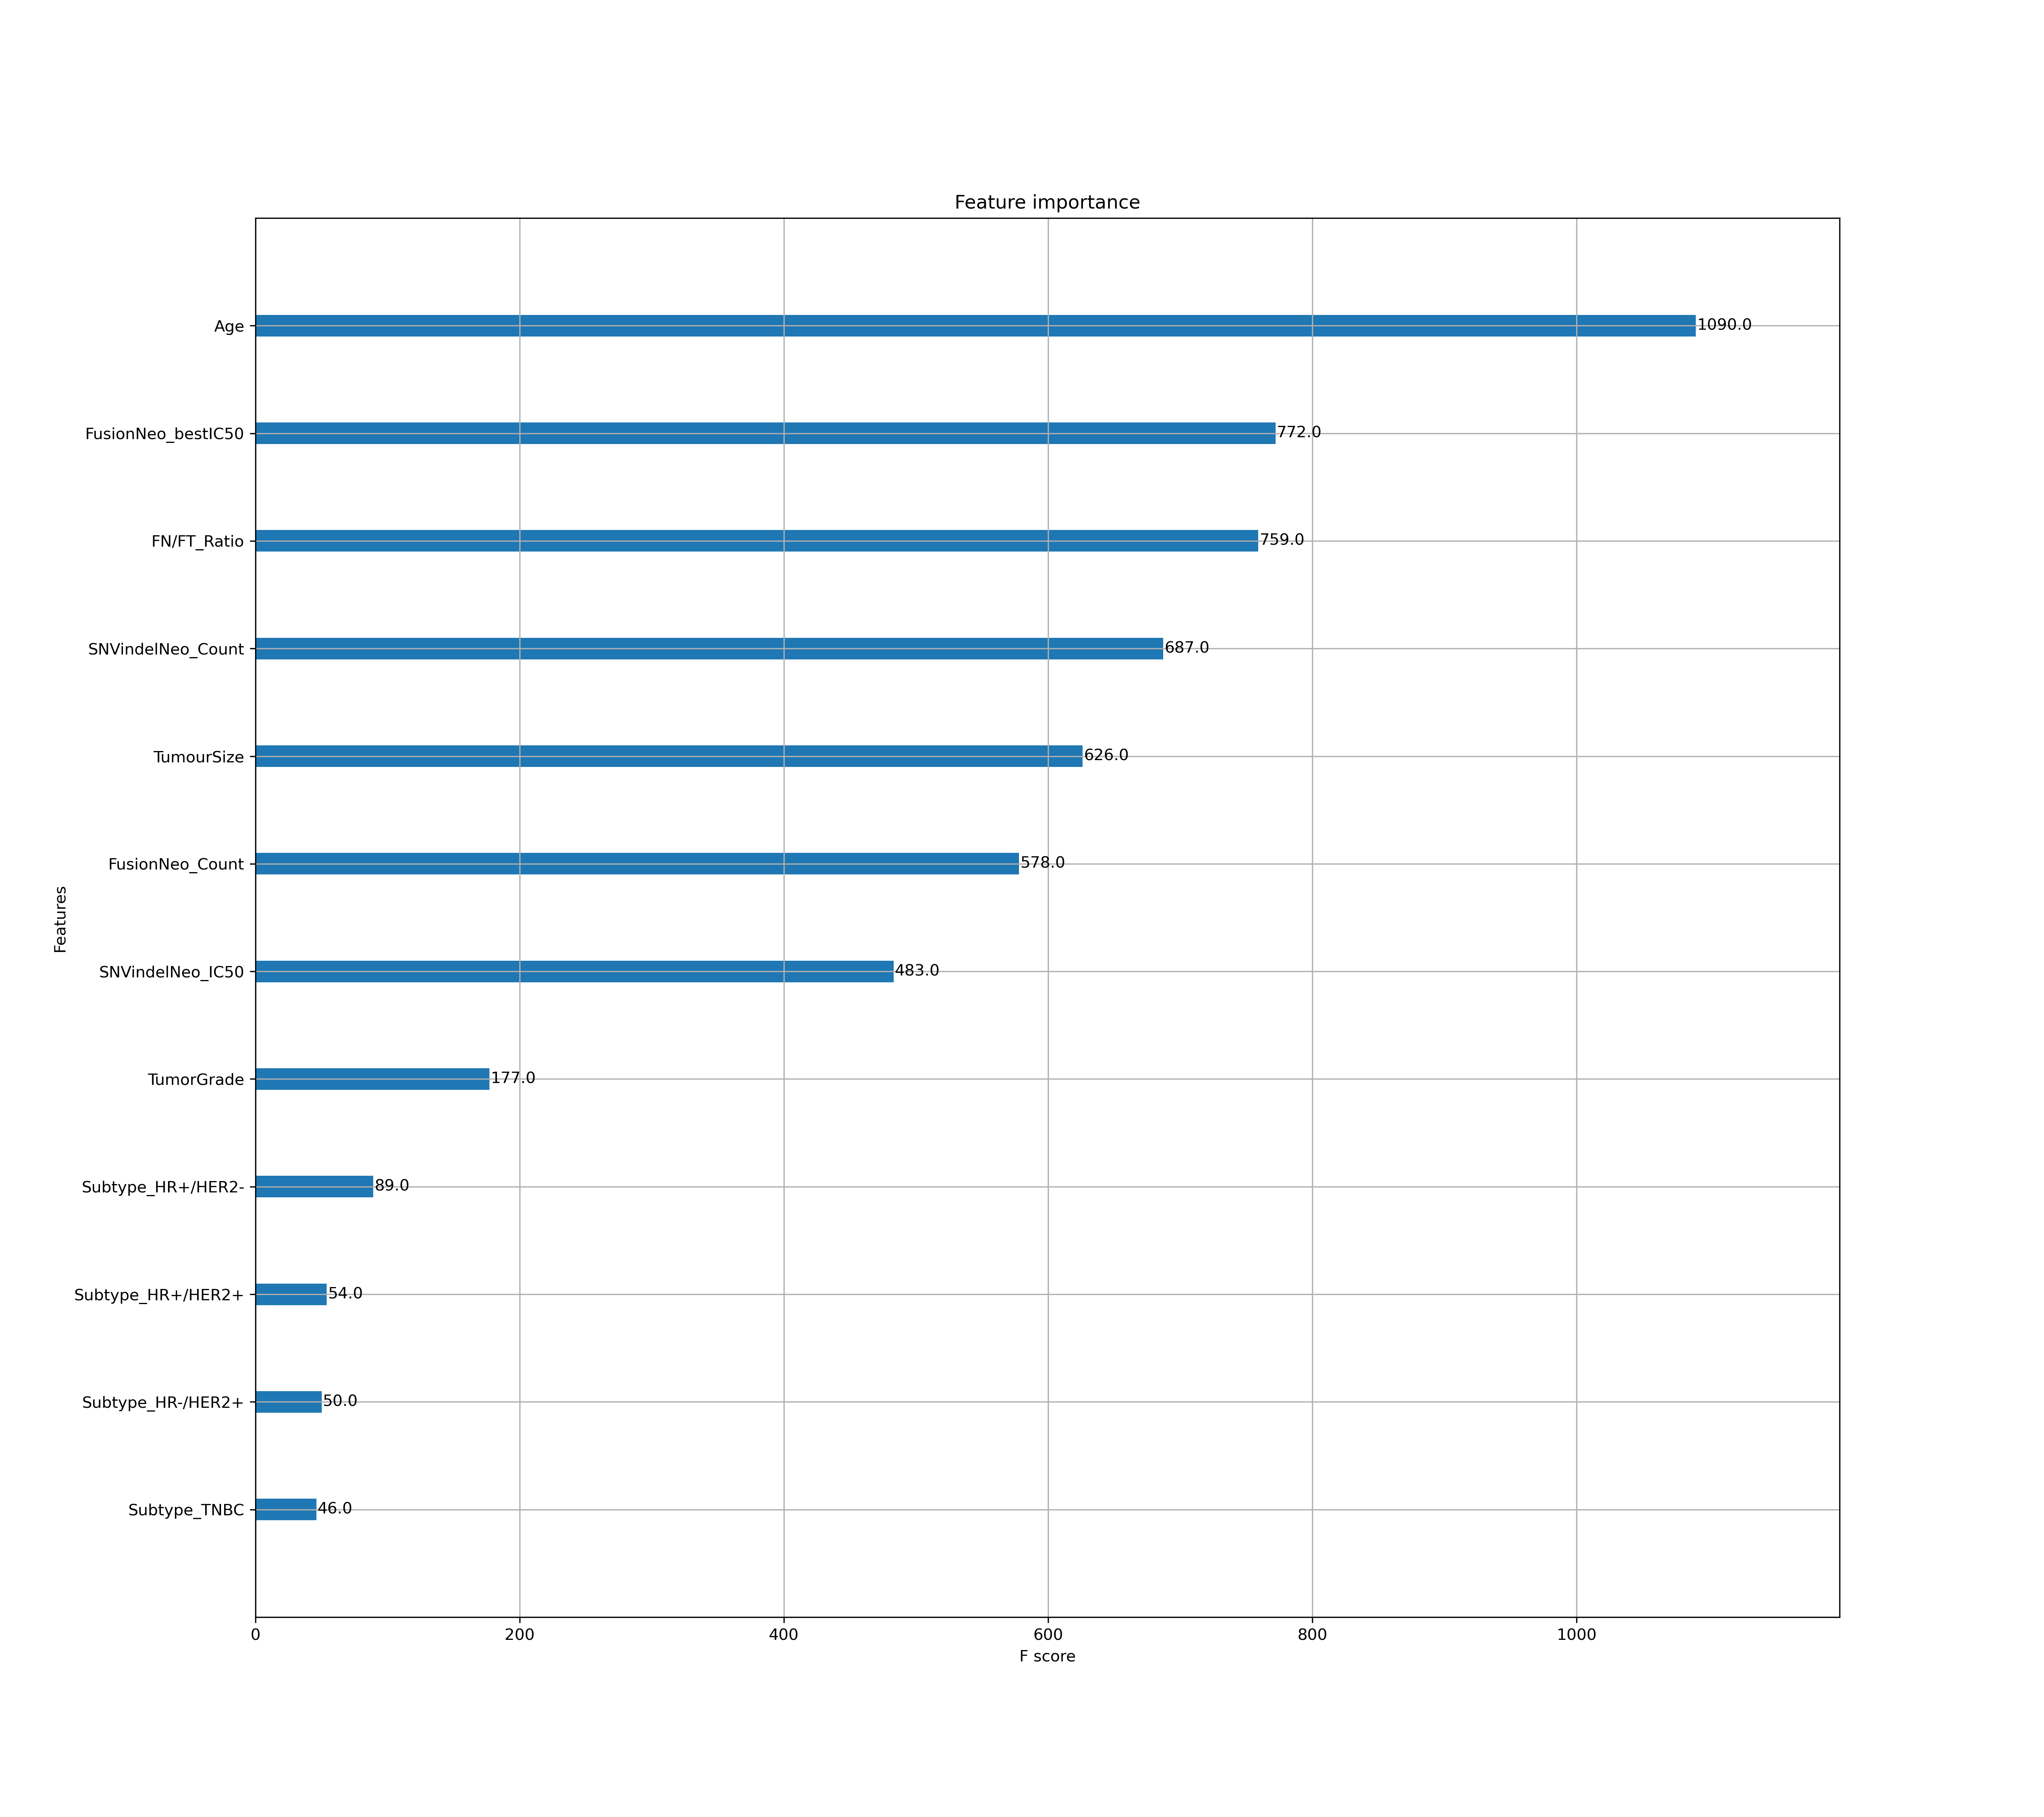 Feature importance
Age
1090.0
FusionNeo_bestIC50
772.0
FN/FT_Ratio
759.0
SNVindelNeo_Count
687.0
TumourSize
626.0
FusionNeo_Count
578.0
Features
SNVindelNeo_IC50
483.0
TumorGrade
177.0
Subtype_HR+/HER2-
89.0
Subtype_HR+/HER2+
54.0
Subtype_HR-/HER2+
50.0
Subtype_TNBC
46.0
0 200 400 600 800 1000
F score